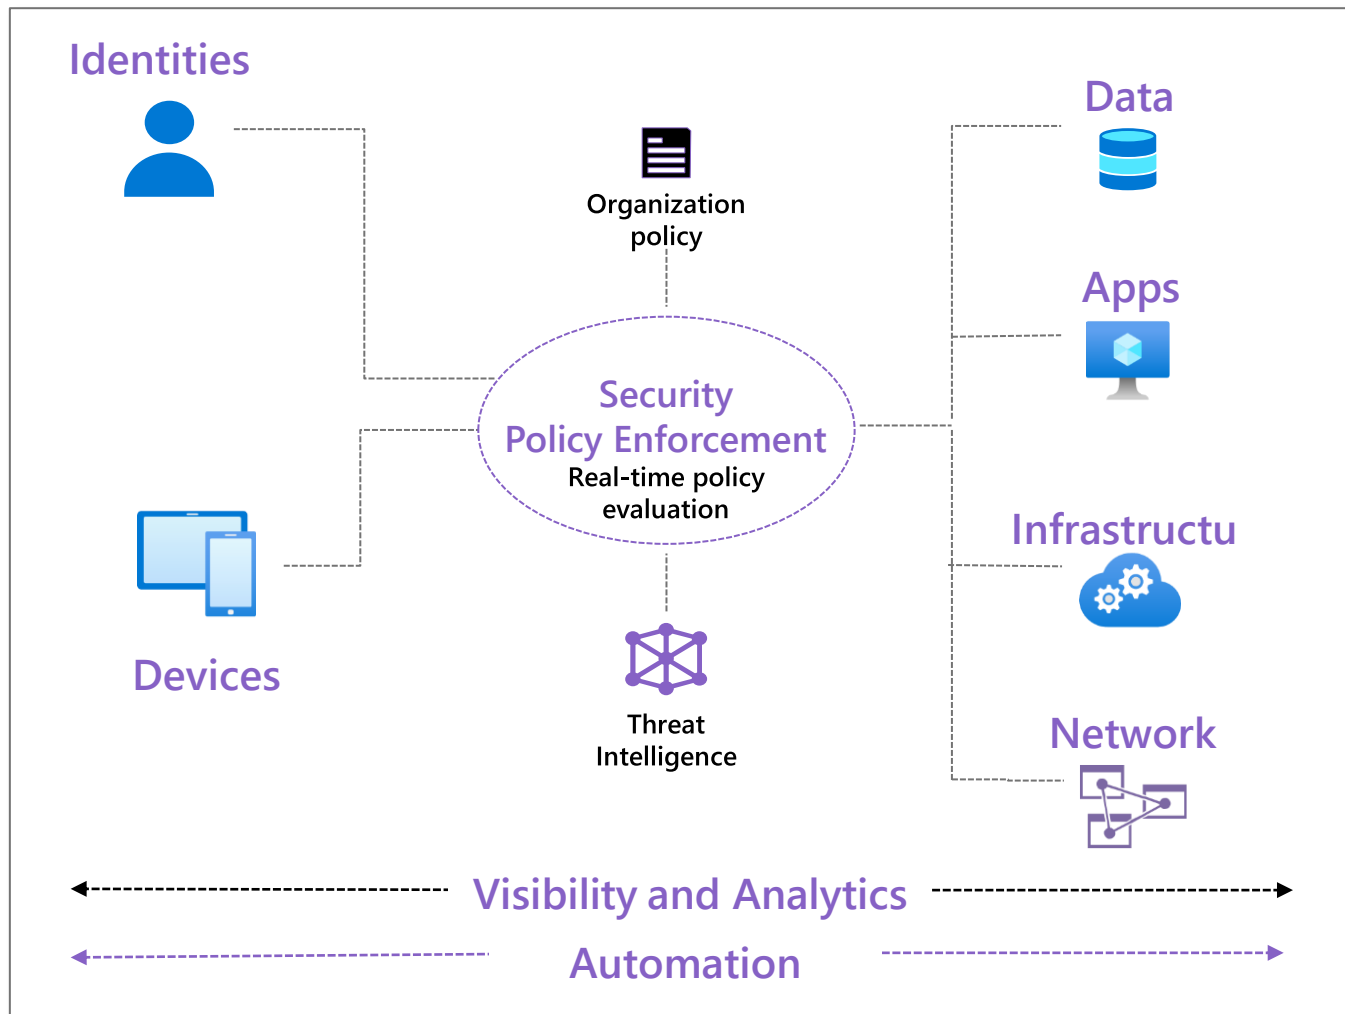 Identities
Data
Organization
policy
Apps
Security
Policy Enforcement
Real-time policy
evaluation
Infrastructu
Devices
Threat
Intelligence
Network
Visibility and Analytics
Automation